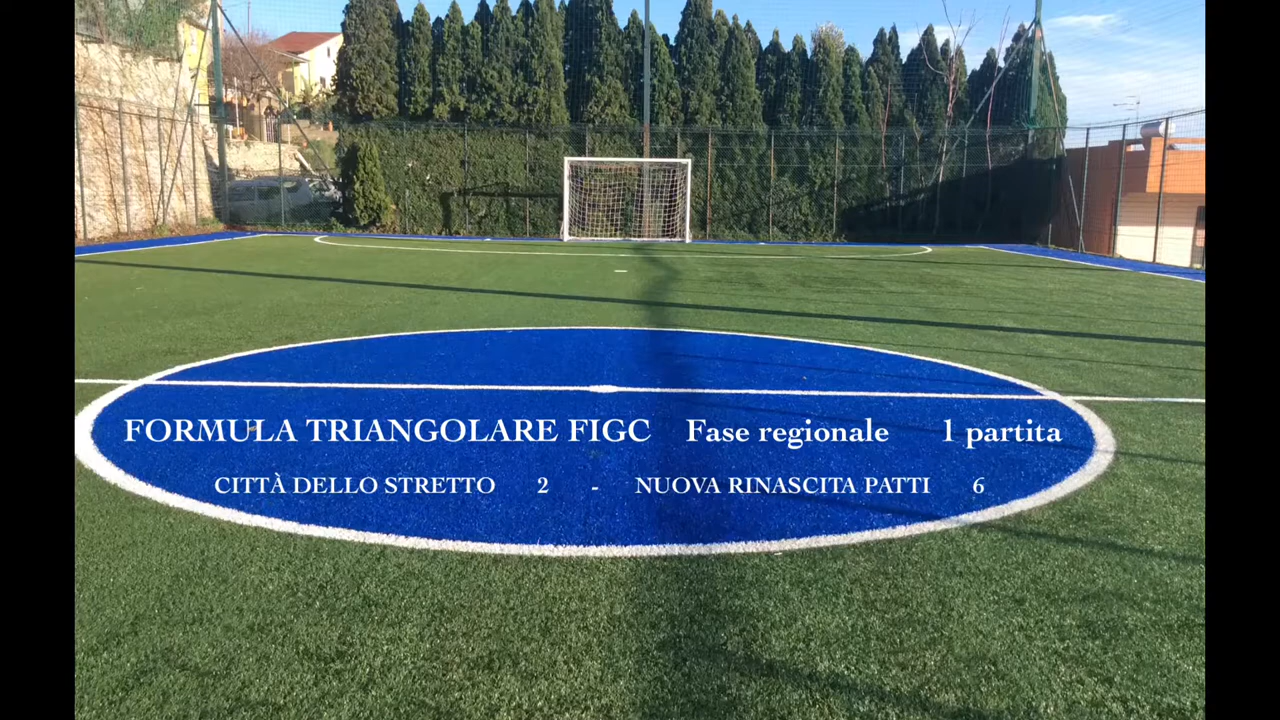 FORMULA TRIANGOLARE FIGC Fase regionale 1 partita
CITTÀ DELLO STRETTO 2 - NUOVA RINASCITA PATTI 6